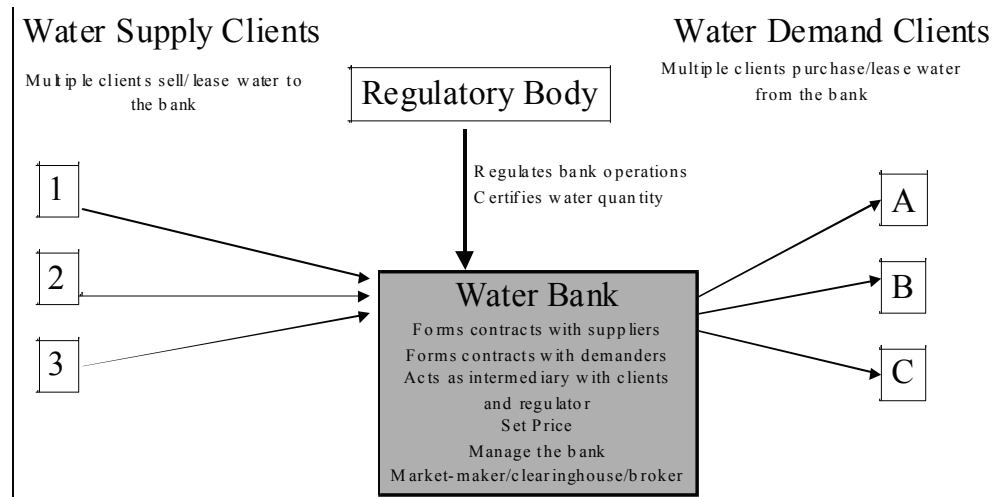 Water Supply Clients
Multiple clients sell/lease water to
the bank
Water Demand Clients
Multiple clients purchase/lease water
from the bank
Regulatory Body
Regulates bank operations
Certifies water quantity
1
2
3
A
B
C
Water Bank
Forms contracts with suppliers
Forms contracts with demanders
Acts as intermediary with clients
and regulator
Set Price
Manage the bank
Market-maker/clearinghouse/broker